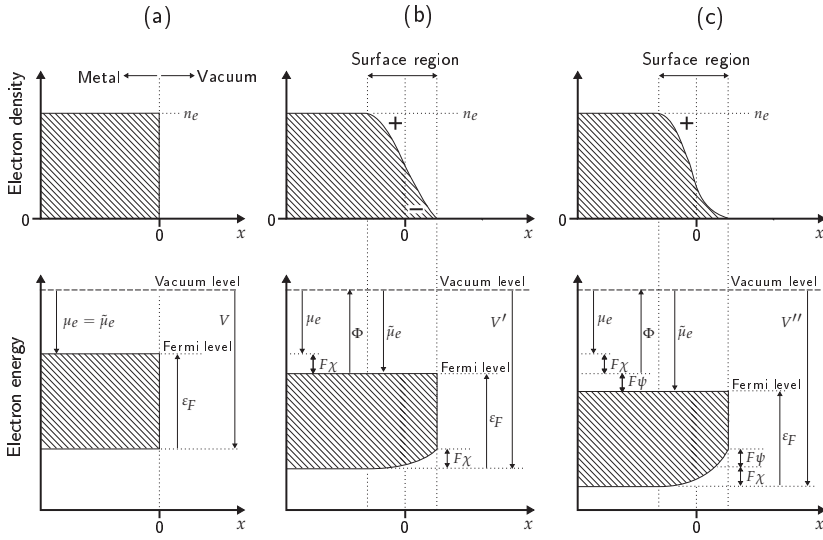 (a)
(b)
(c)
Metal
Vacuum
Surface region
Surface region
Electron density
n_e
+
n_e
+
n_e
−
0
0
x
0
x
0
x
Vacuum level
Vacuum level
Vacuum level
μ_e = μ̃_e
V
μ_e
Φ
μ̃_e
V′
μ_e
Φ
μ̃_e
V′′
Fermi level
Fχ
Fermi level
Fχ
Fψ
Fermi level
Electron energy
ε_F
ε_F
ε_F
Fχ
Fψ
Fχ
0
x
0
x
0
x